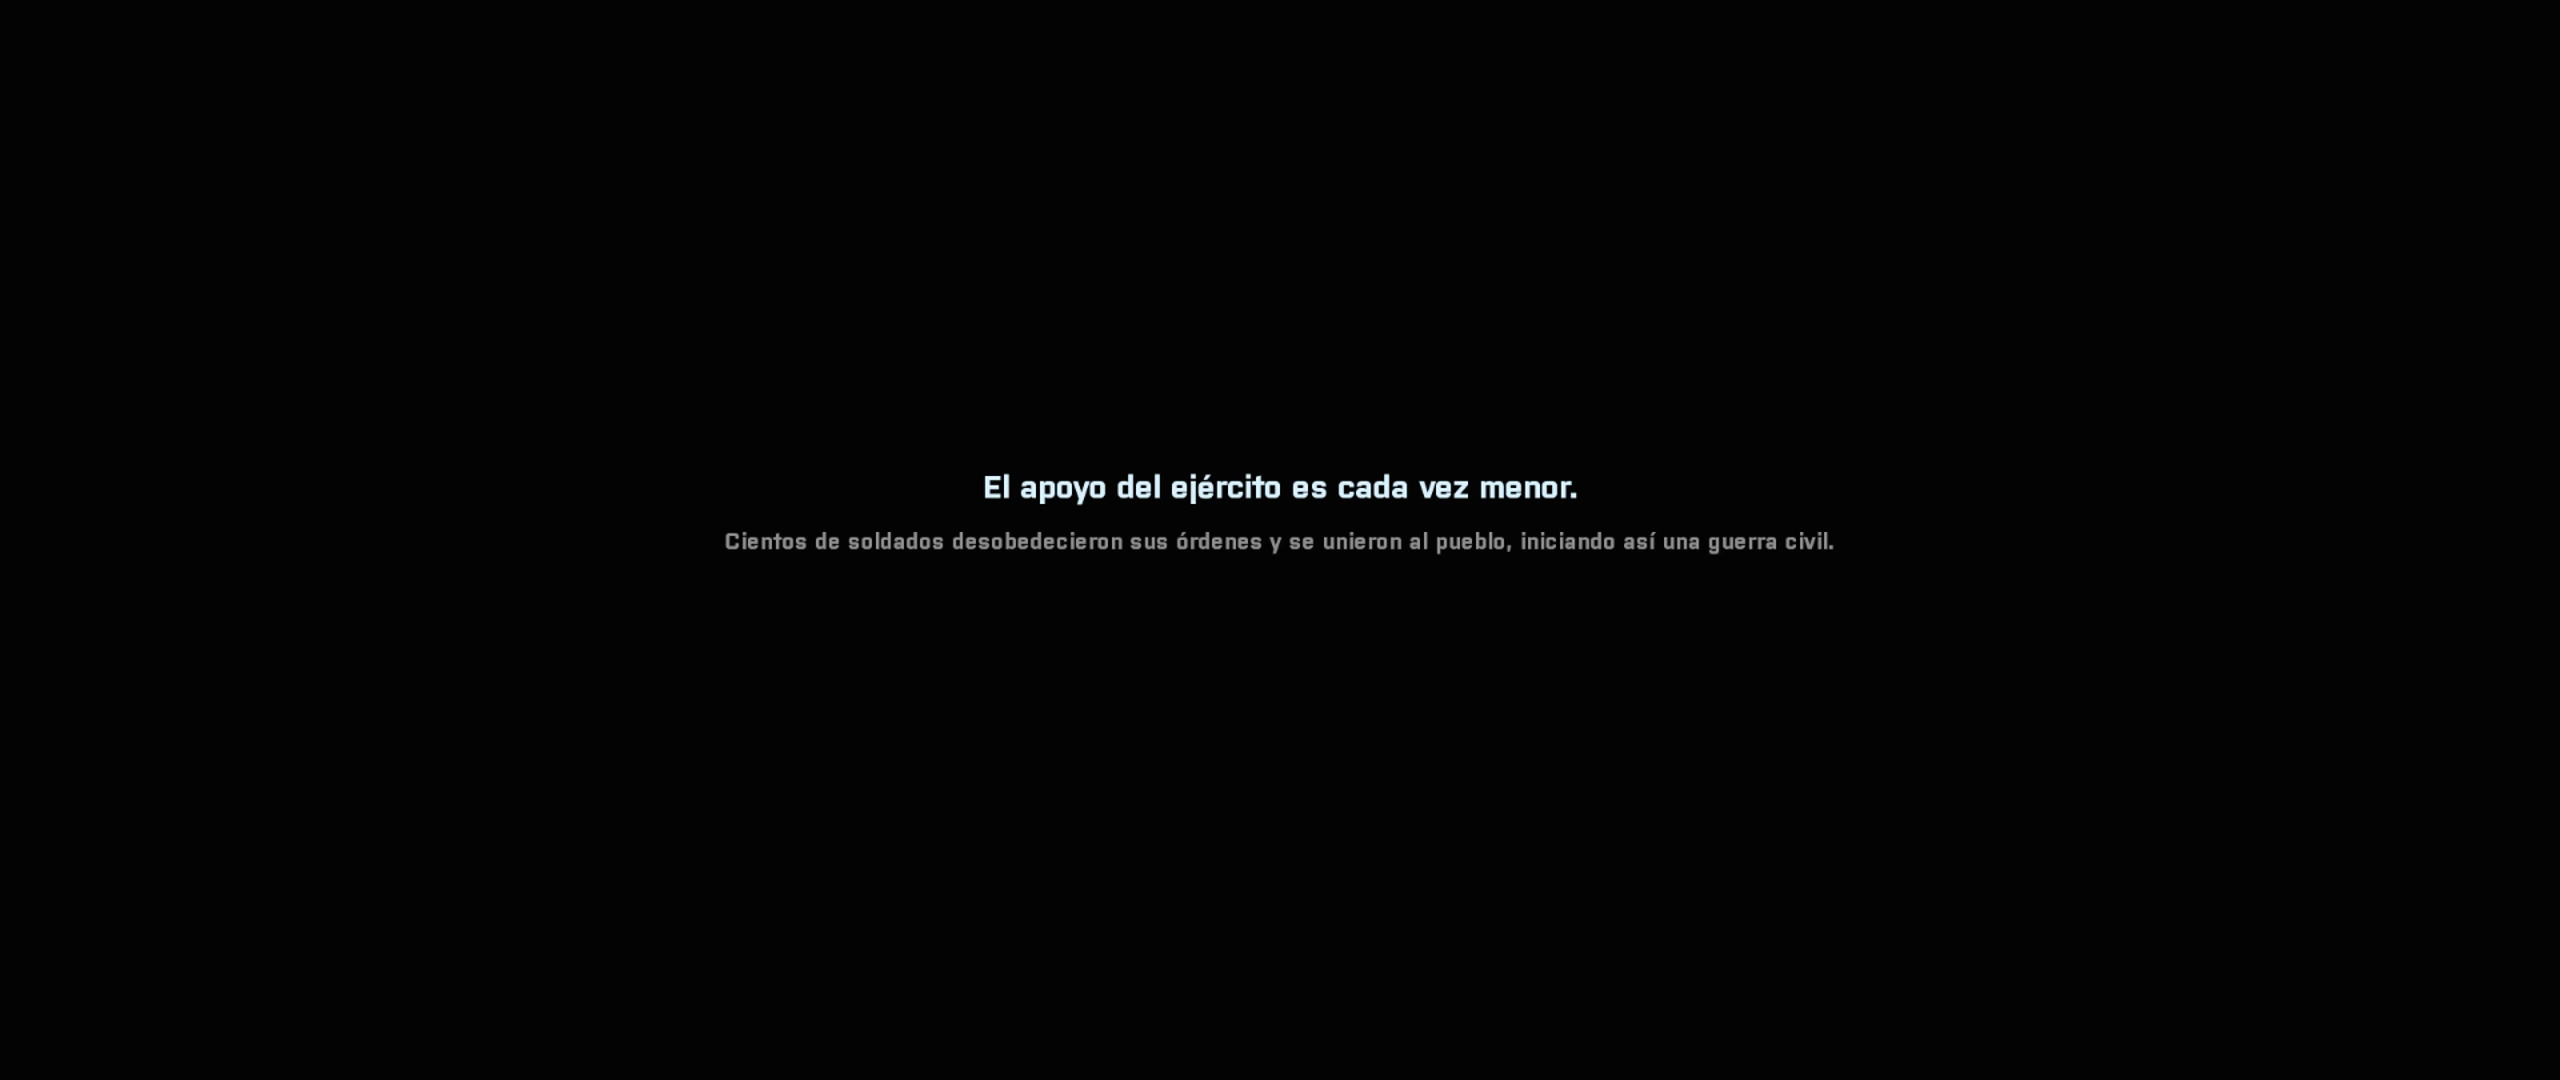 El apoyo del ejército es cada vez menor.
Cientos de soldados desobedecieron sus órdenes y se unieron al pueblo, iniciando así una guerra civil.